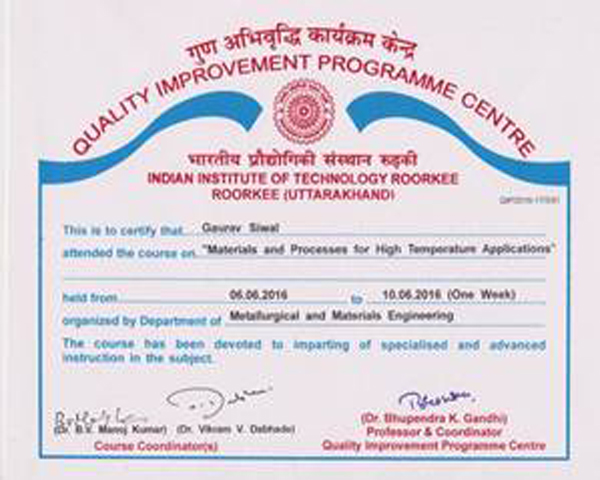 गुण अभिवृद्धि कार्यक्रम केन्द्र
QUALITY IMPROVEMENT PROGRAMME CENTRE
भारतीय प्रौद्योगिकी संस्थान रूड़की
INDIAN INSTITUTE OF TECHNOLOGY ROORKEE
ROORKEE (UTTARAKHAND)
This is to certify that Gaurav Siwal
attended the course on "Materials and Processes for High Temperature Applications"
held from 06.06.2016 to 10.06.2016 (One Week)
organized by Department of Metallurgical and Materials Engineering
The course has been devoted to imparting of specialised and advanced
instruction in the subject.
(Dr. B.V. Manoj Kumar) (Dr. Vikram V. Dabhade)
Course Coordinator(s)
(Dr. Bhupendra K. Gandhi)
Professor & Coordinator
Quality Improvement Programme Centre